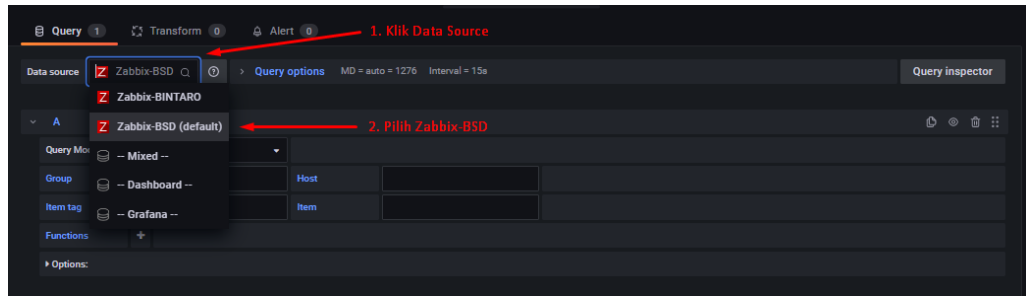 Query 1 Transform 0 Alert 0 1. Klik Data Source
Data source Zabbix-BSD Query options MD = auto = 1276 Interval = 15s Query inspector
Zabbix-BINTARO
A Zabbix-BSD (default) 2. Pilih Zabbix-BSD
Query -- Mixed --
Group -- Dashboard -- Host
Item tag -- Grafana -- Item
Functions +
Options: